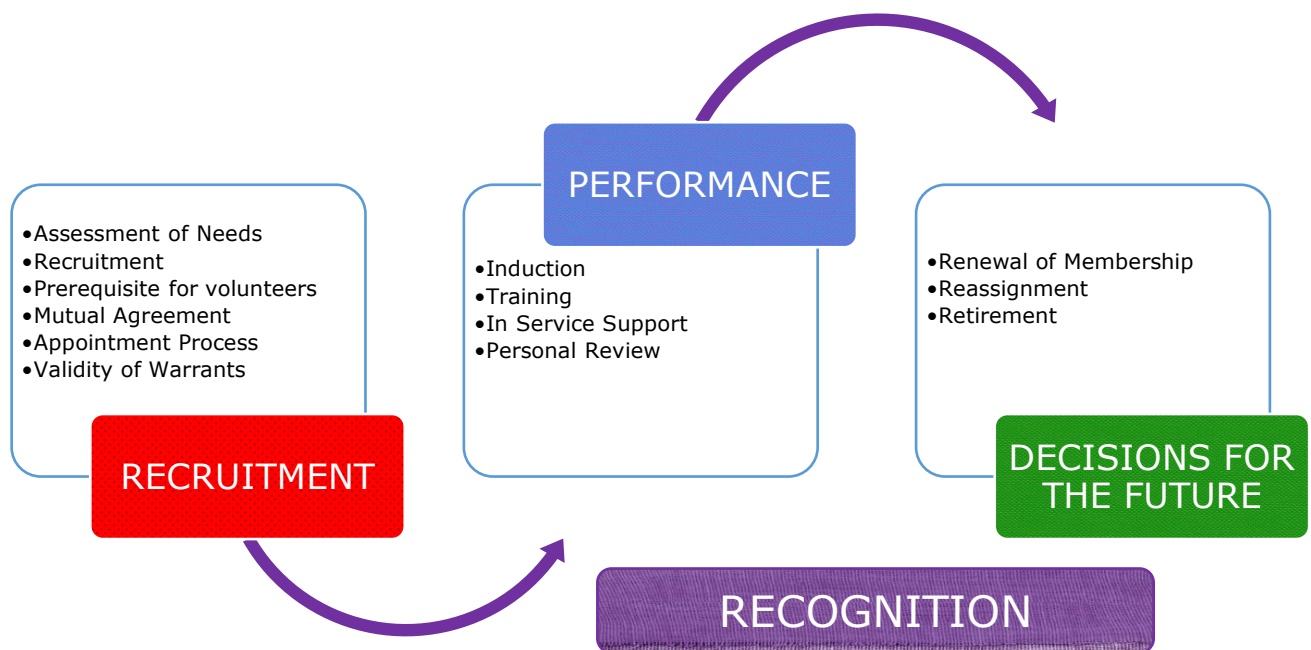 •Assessment of Needs
•Recruitment
•Prerequisite for volunteers
•Mutual Agreement
•Appointment Process
•Validity of Warrants
RECRUITMENT
PERFORMANCE
•Induction
•Training
•In Service Support
•Personal Review
•Renewal of Membership
•Reassignment
•Retirement
DECISIONS FOR
THE FUTURE
RECOGNITION